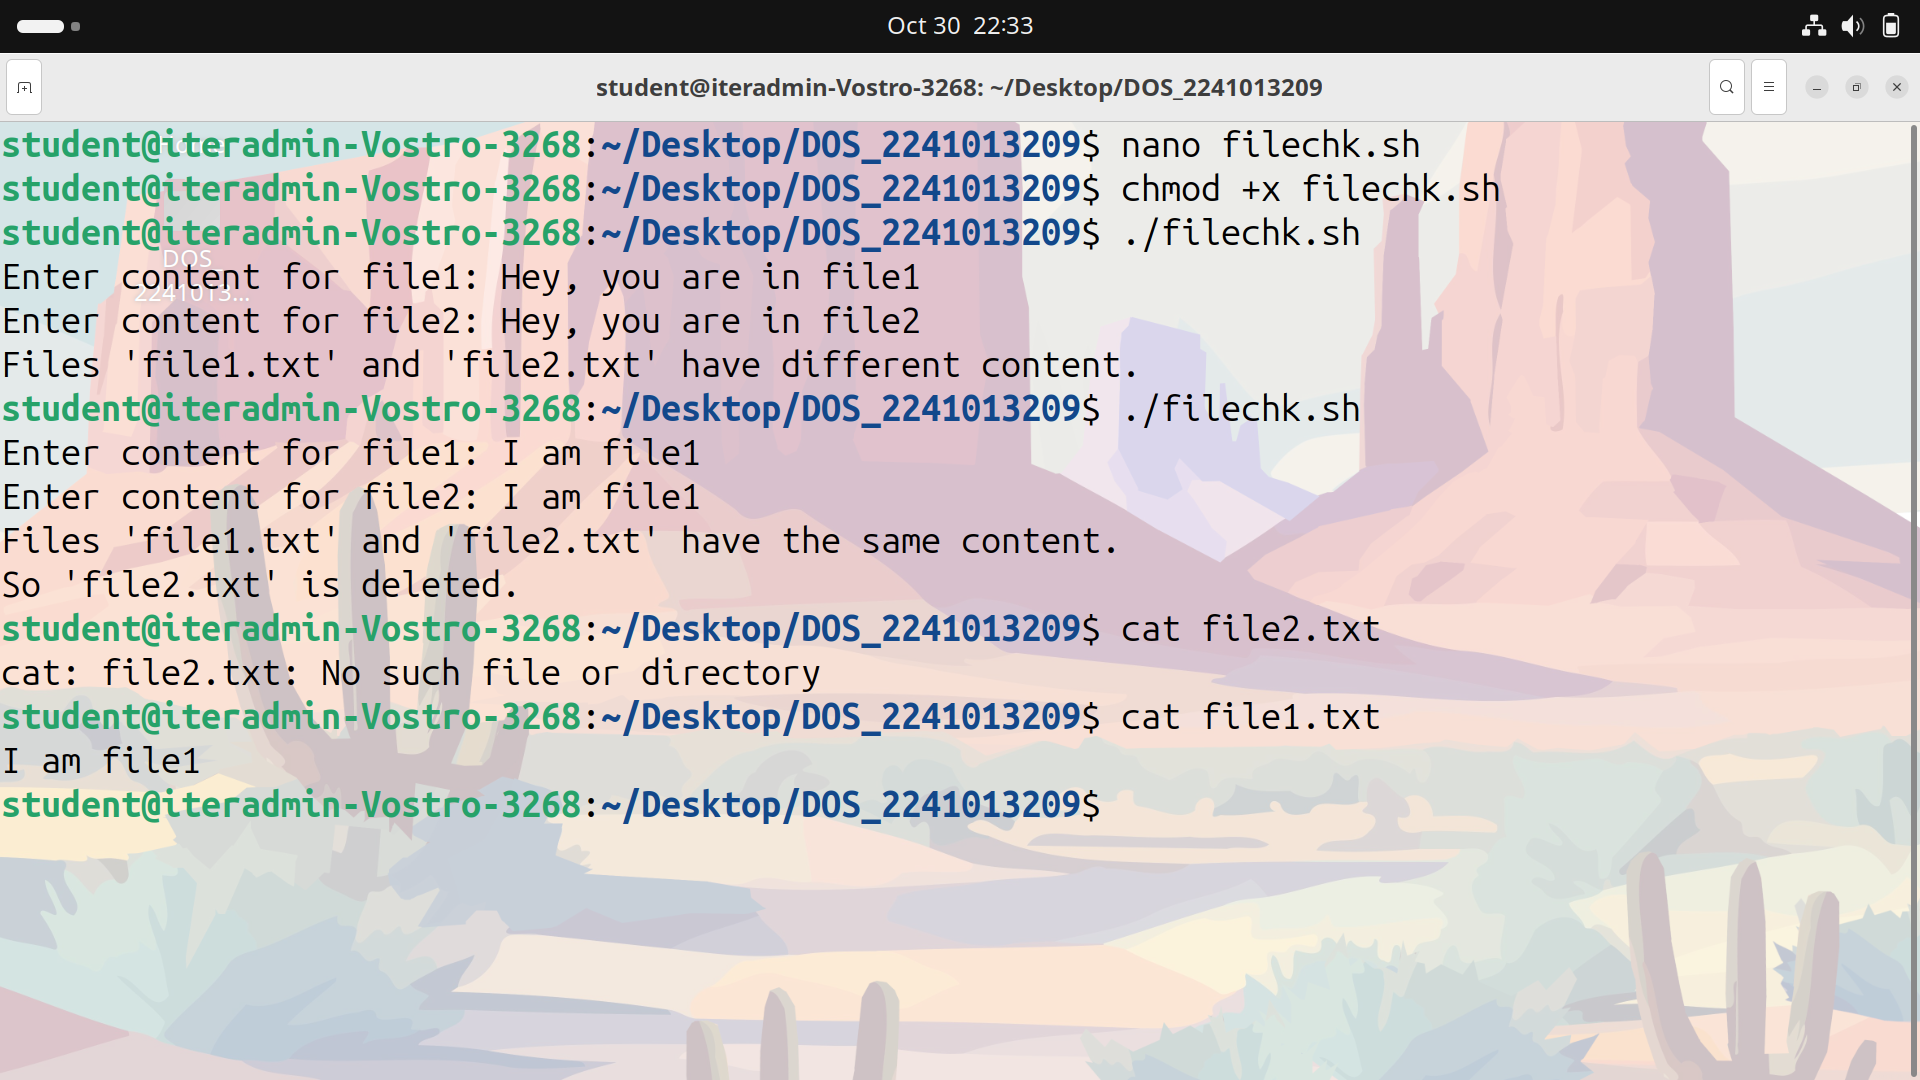 Oct 30 22:33
student@iteradmin-Vostro-3268: ~/Desktop/DOS_2241013209
student@iteradmin-Vostro-3268:~/Desktop/DOS_2241013209$ nano filechk.sh
student@iteradmin-Vostro-3268:~/Desktop/DOS_2241013209$ chmod +x filechk.sh
student@iteradmin-Vostro-3268:~/Desktop/DOS_2241013209$ ./filechk.sh
DOS_
Enter content for file1: Hey, you are in file1
2241013...
Enter content for file2: Hey, you are in file2
Files 'file1.txt' and 'file2.txt' have different content.
student@iteradmin-Vostro-3268:~/Desktop/DOS_2241013209$ ./filechk.sh
Enter content for file1: I am file1
Enter content for file2: I am file1
Files 'file1.txt' and 'file2.txt' have the same content.
So 'file2.txt' is deleted.
student@iteradmin-Vostro-3268:~/Desktop/DOS_2241013209$ cat file2.txt
cat: file2.txt: No such file or directory
student@iteradmin-Vostro-3268:~/Desktop/DOS_2241013209$ cat file1.txt
I am file1
student@iteradmin-Vostro-3268:~/Desktop/DOS_2241013209$